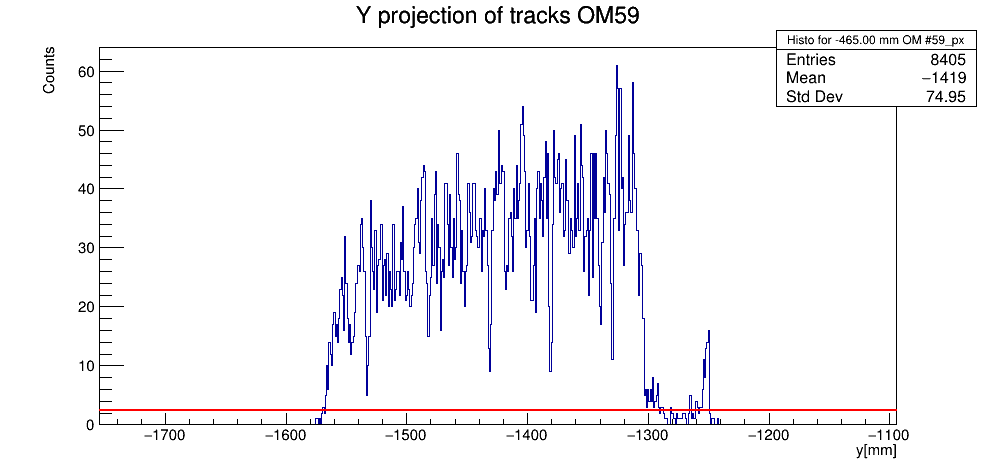 Y projection of tracks OM59
Histo for -465.00 mm OM #59_px
Entries 8405
Mean −1419
Std Dev 74.95
Counts
60
50
40
30
20
10
0
−1700 −1600 −1500 −1400 −1300 −1200 −1100
y[mm]